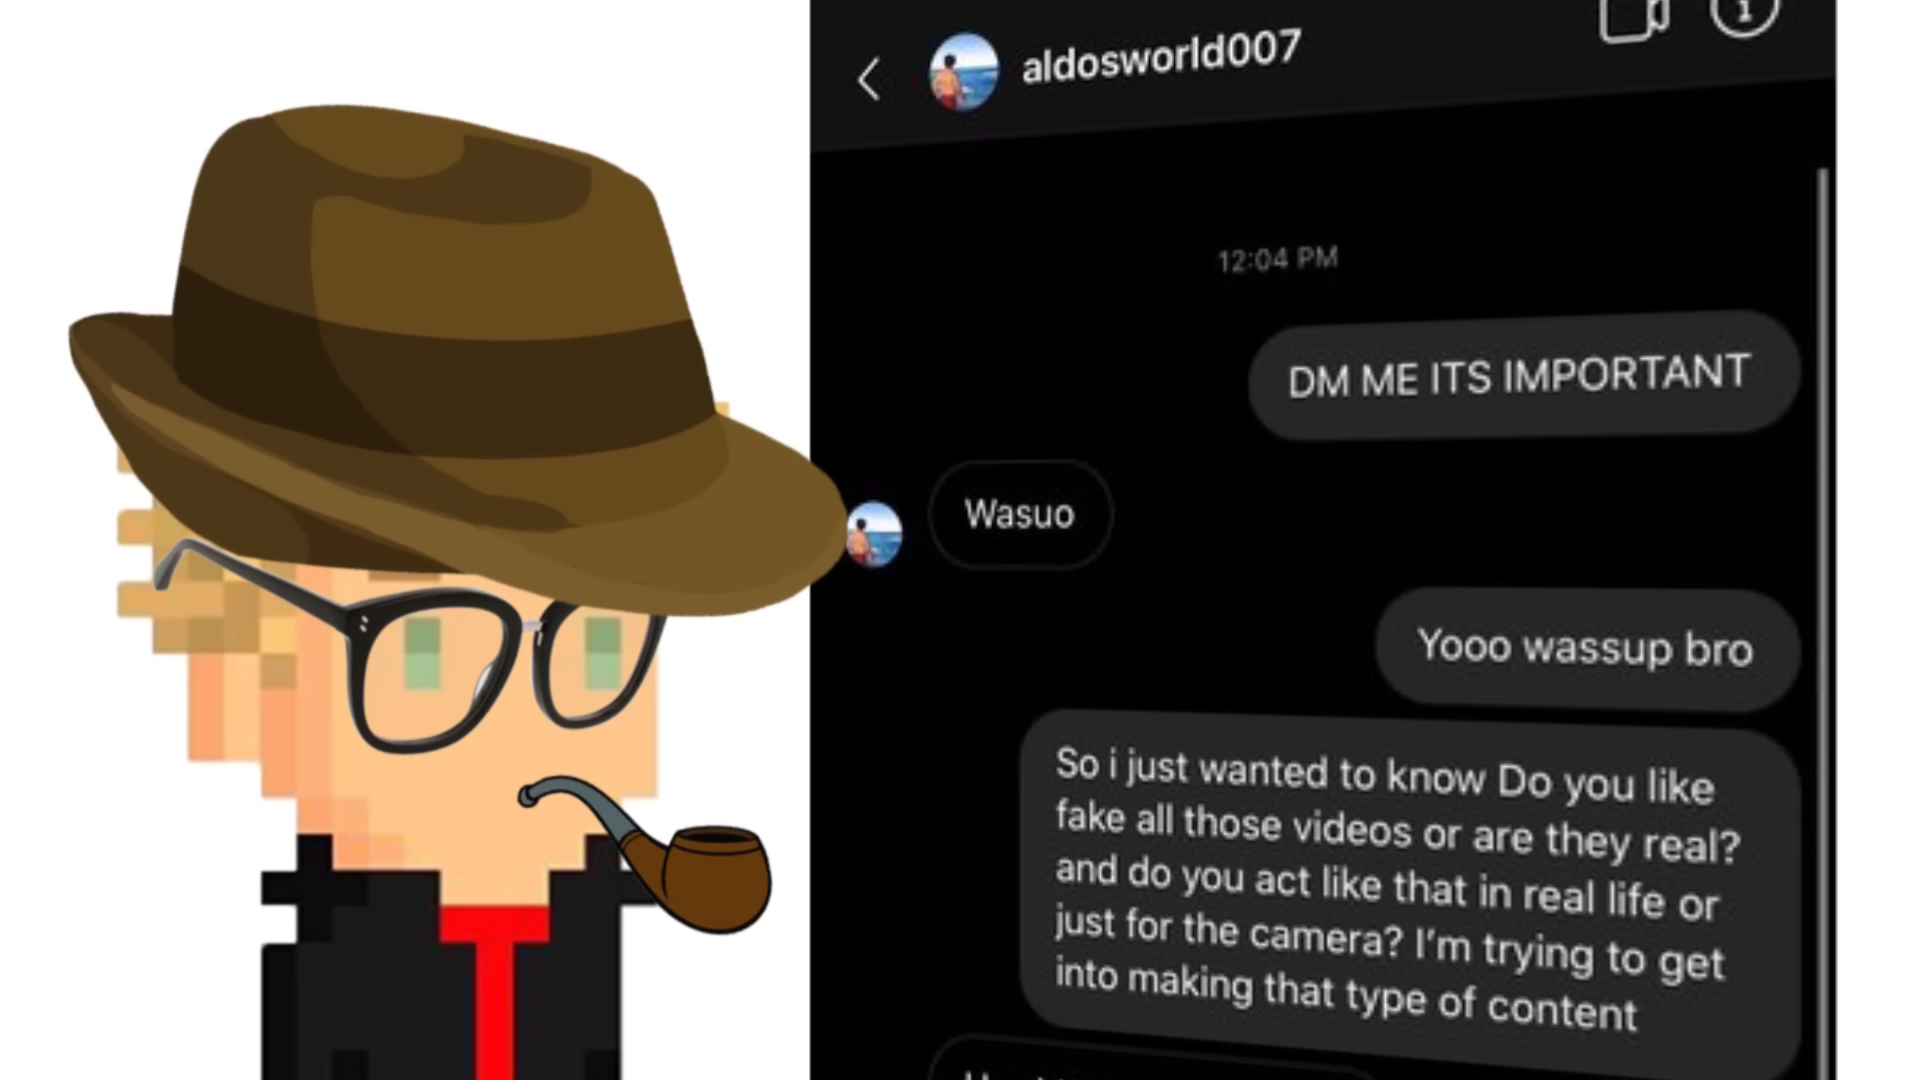 aldosworld007
12:04 PM
DM ME ITS IMPORTANT
Wasuo
Yooo wassup bro
So i just wanted to know Do you like
fake all those videos or are they real?
and do you act like that in real life or
just for the camera? I'm trying to get
into making that type of content